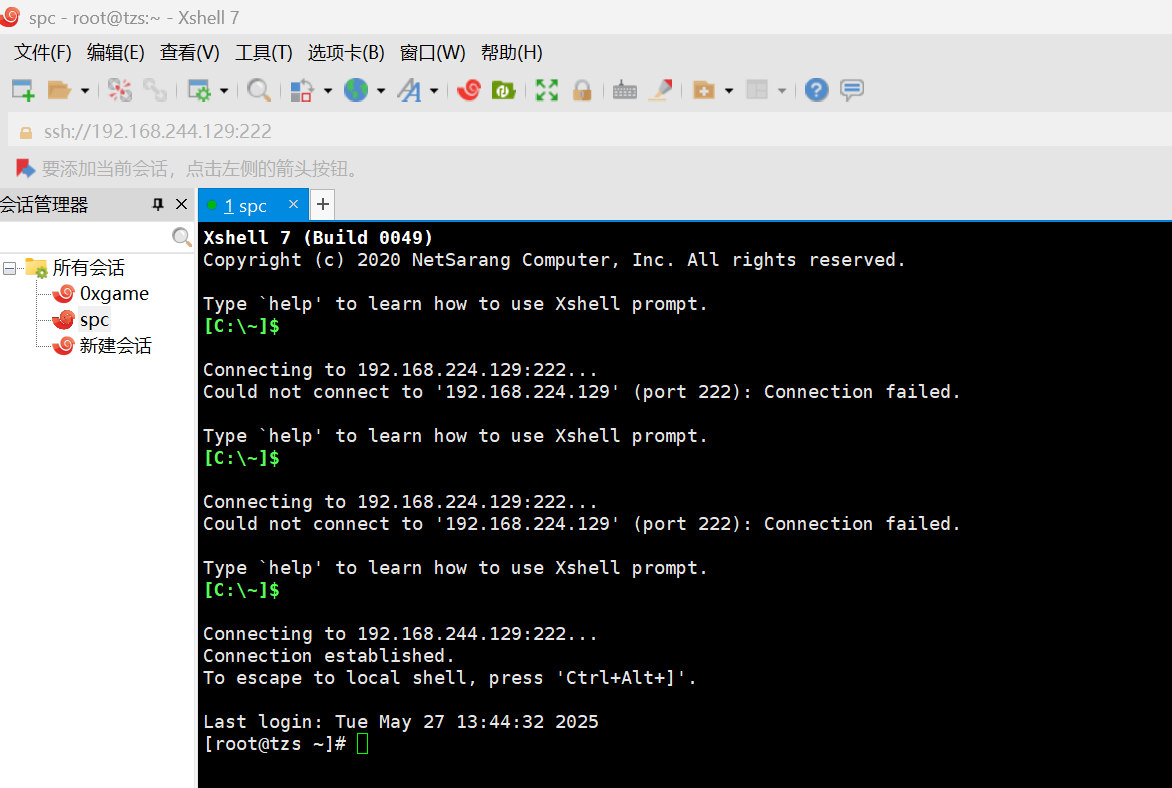 spc - root@tzs:~ - Xshell 7
文件(F) 编辑(E) 查看(V) 工具(T) 选项卡(B) 窗口(W) 帮助(H)
ssh://192.168.244.129:222
要添加当前会话，点击左侧的箭头按钮。
会话管理器
1 spc
所有会话
0xgame
spc
新建会话
Xshell 7 (Build 0049)
Copyright (c) 2020 NetSarang Computer, Inc. All rights reserved.
Type `help' to learn how to use Xshell prompt.
[C:\~]$
Connecting to 192.168.224.129:222...
Could not connect to '192.168.224.129' (port 222): Connection failed.
Type `help' to learn how to use Xshell prompt.
[C:\~]$
Connecting to 192.168.224.129:222...
Could not connect to '192.168.224.129' (port 222): Connection failed.
Type `help' to learn how to use Xshell prompt.
[C:\~]$
Connecting to 192.168.244.129:222...
Connection established.
To escape to local shell, press 'Ctrl+Alt+]'.
Last login: Tue May 27 13:44:32 2025
[root@tzs ~]#